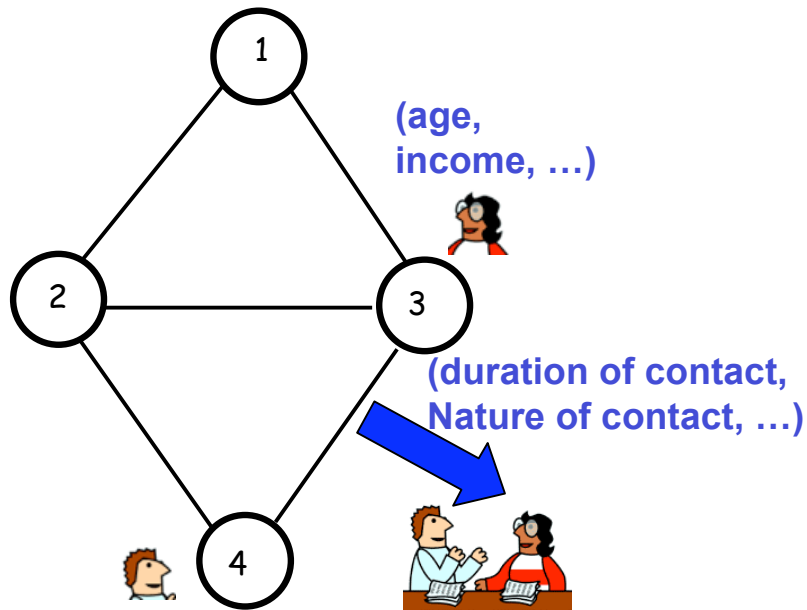 1
(age,
income, …)
2
3
(duration of contact,
Nature of contact, …)
4